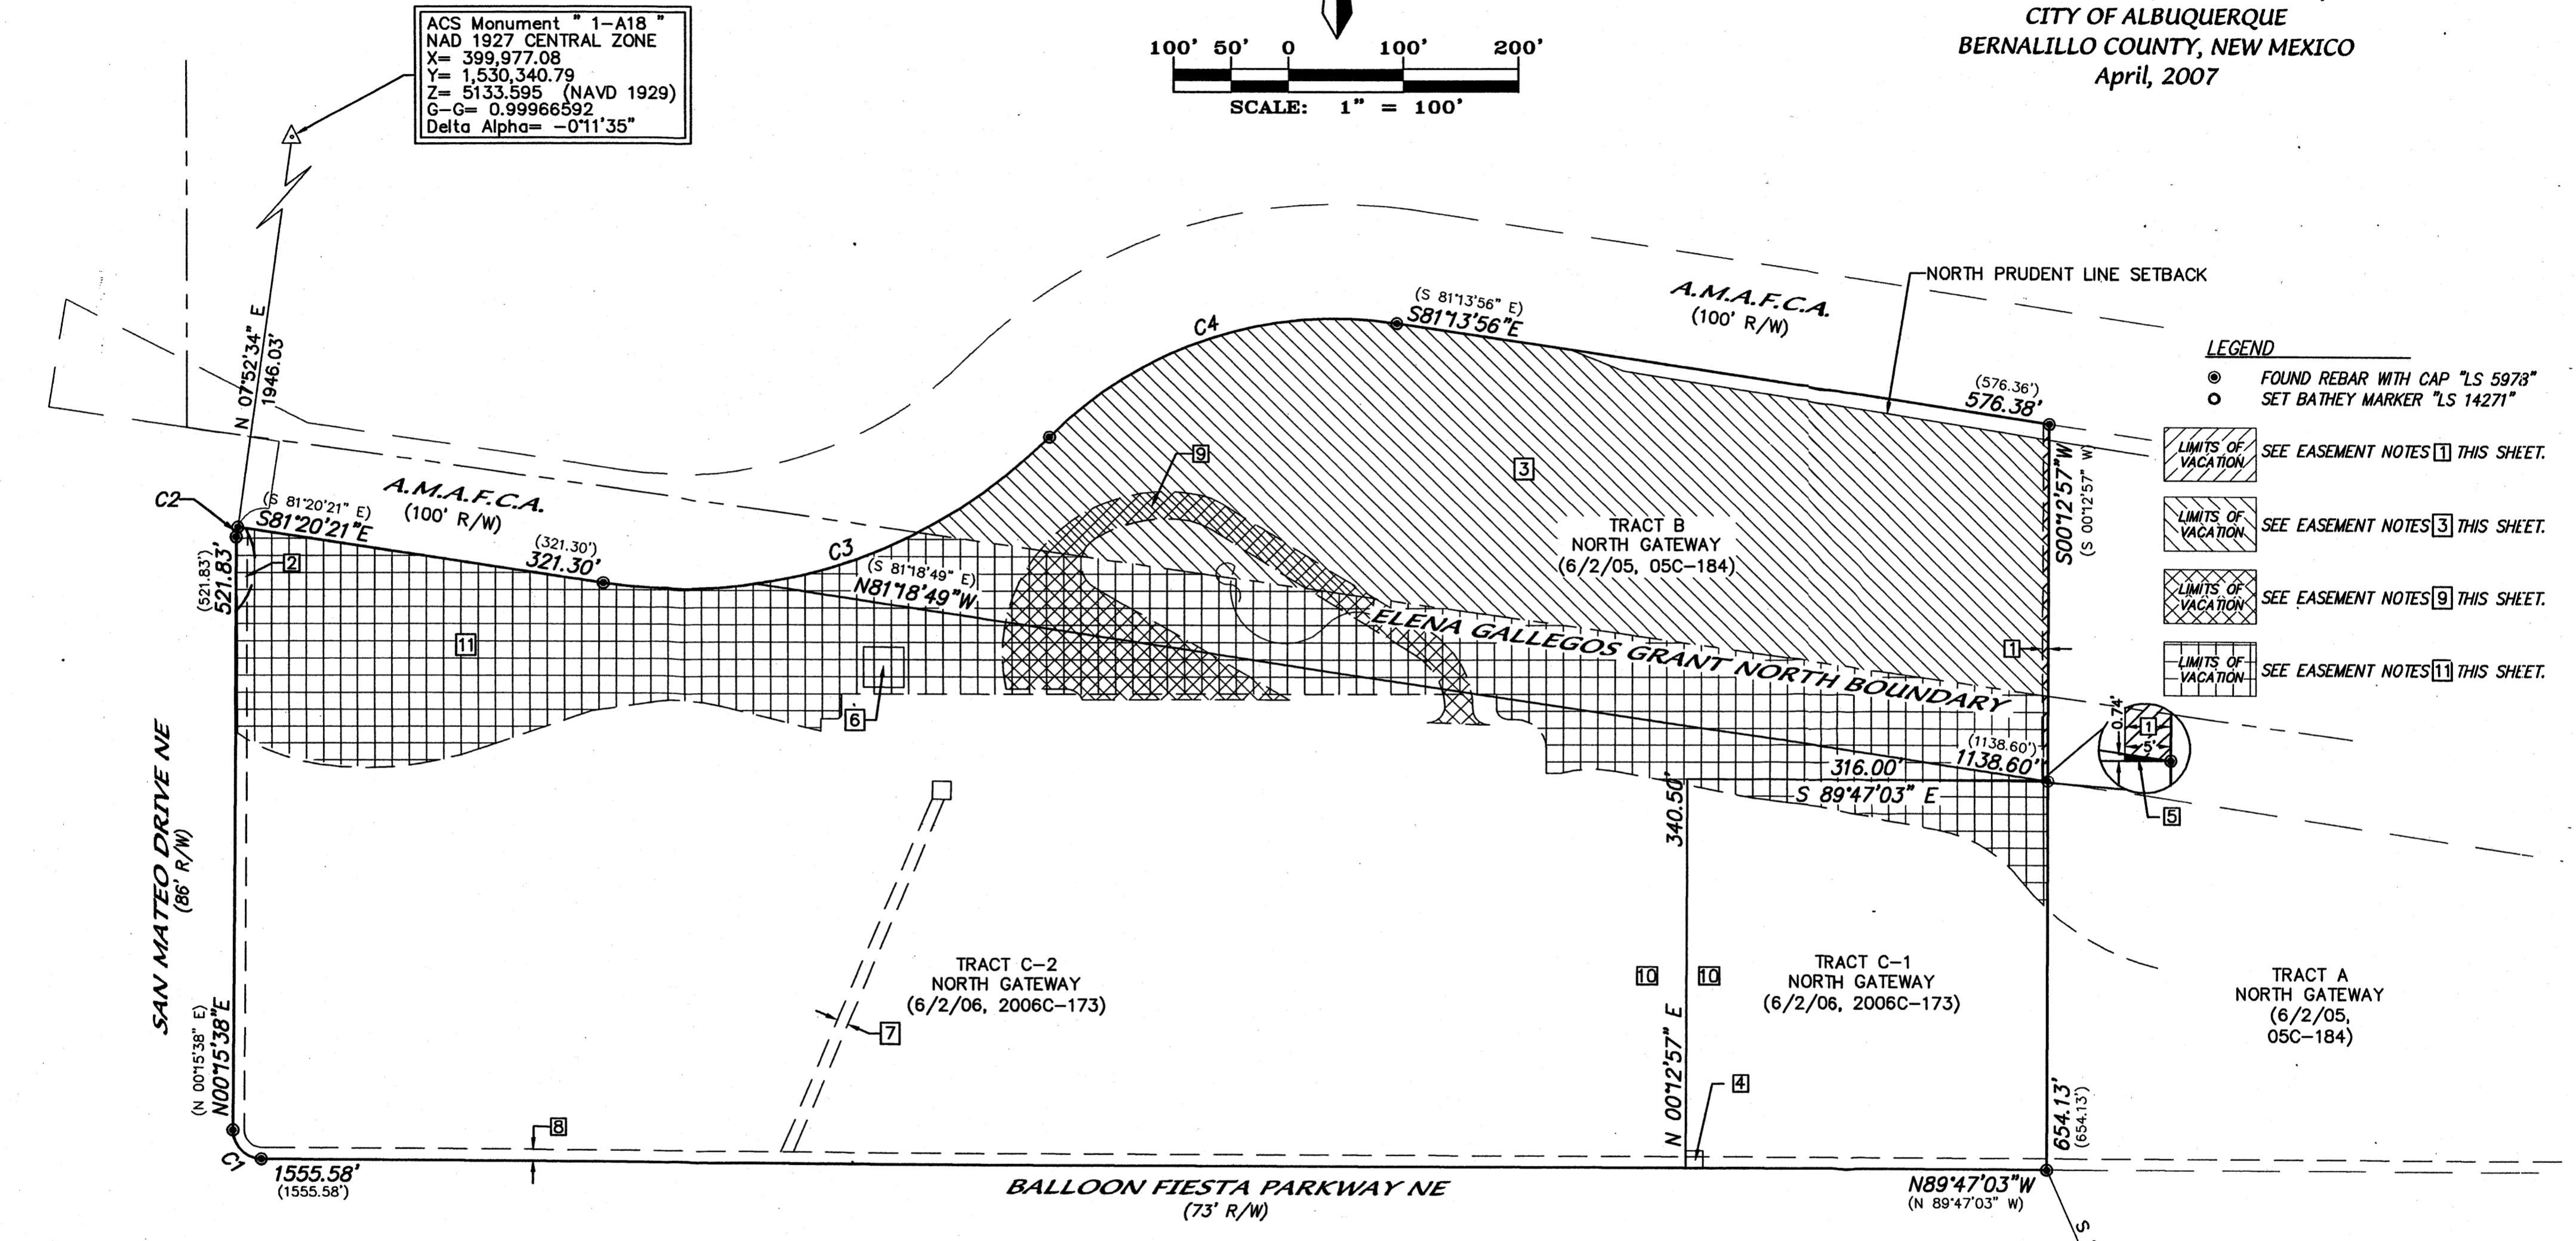 ACS Monument " 1-A18 "
NAD 1927 CENTRAL ZONE
X= 399,977.08
Y= 1,530,340.79
Z= 5133.595 (NAVD 1929)
G-G= 0.99966592
Delta Alpha= -0°11'35"
100' 50' 0 100' 200'
SCALE: 1" = 100'
CITY OF ALBUQUERQUE
BERNALILLO COUNTY, NEW MEXICO
April, 2007
N 07°52'34" E
1946.03'
NORTH PRUDENT LINE SETBACK
A.M.A.F.C.A.
(100' R/W)
(S 81°13'56" E)
S81°13'56"E
C4
(576.36')
576.38'
LEGEND
FOUND REBAR WITH CAP "LS 5978"
SET BATHEY MARKER "LS 14271"
LIMITS OF
VACATION
SEE EASEMENT NOTES 1 THIS SHEET.
LIMITS OF
VACATION
SEE EASEMENT NOTES 3 THIS SHEET.
LIMITS OF
VACATION
SEE EASEMENT NOTES 9 THIS SHEET.
LIMITS OF
VACATION
SEE EASEMENT NOTES 11 THIS SHEET.
S00°12'57"W
(S 00°12'57" W)
9
3
C2
(S 81°20'21" E)
S81°20'21"E
A.M.A.F.C.A.
(100' R/W)
(321.30')
321.30'
C3
(S 81°18'49" E)
N81°18'49"W
TRACT B
NORTH GATEWAY
(6/2/05, 05C-184)
(521.83')
521.83'
2
11
6
ELENA GALLEGOS GRANT NORTH BOUNDARY
1
(1138.60')
1138.60'
316.00'
S 89°47'03" E
0.74'
1
5'
5
340.50'
SAN MATEO DRIVE NE
(86' R/W)
TRACT C-2
NORTH GATEWAY
(6/2/06, 2006C-173)
7
10
10
TRACT C-1
NORTH GATEWAY
(6/2/06, 2006C-173)
TRACT A
NORTH GATEWAY
(6/2/05,
05C-184)
(N 00°15'38" E)
N00°15'38"E
N 00°12'57" E
4
8
654.13'
(654.13')
C1
1555.58'
(1555.58')
BALLOON FIESTA PARKWAY NE
(73' R/W)
N89°47'03"W
(N 89°47'03" W)
S